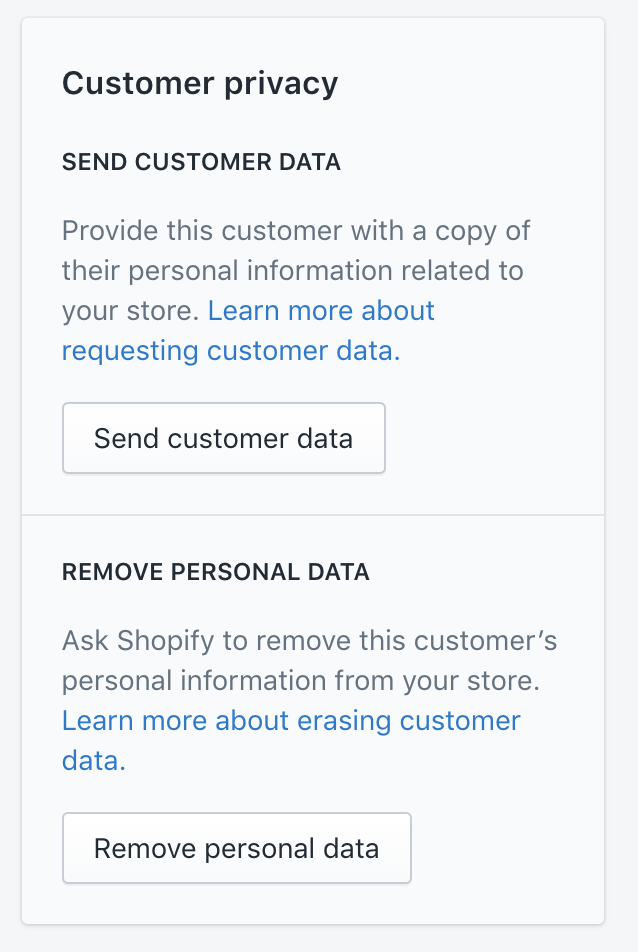 Customer privacy
SEND CUSTOMER DATA
Provide this customer with a copy of
their personal information related to
your store. Learn more about
requesting customer data.
Send customer data
REMOVE PERSONAL DATA
Ask Shopify to remove this customer’s
personal information from your store.
Learn more about erasing customer
data.
Remove personal data